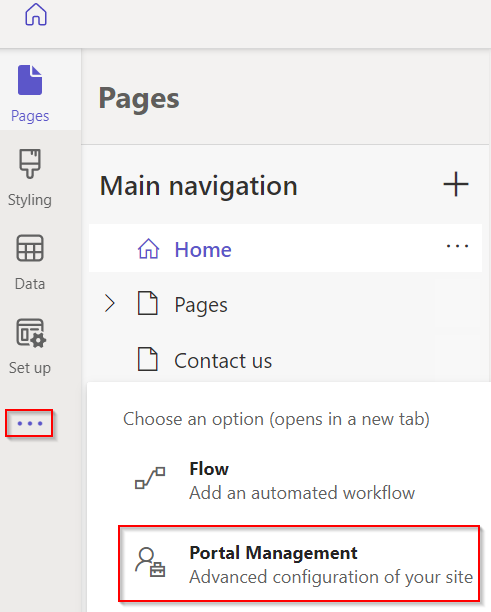 Pages
Pages
Styling
Data
Set up
Main navigation
Home
Pages
Contact us
Choose an option (opens in a new tab)
Flow
Add an automated workflow
Portal Management
Advanced configuration of your site